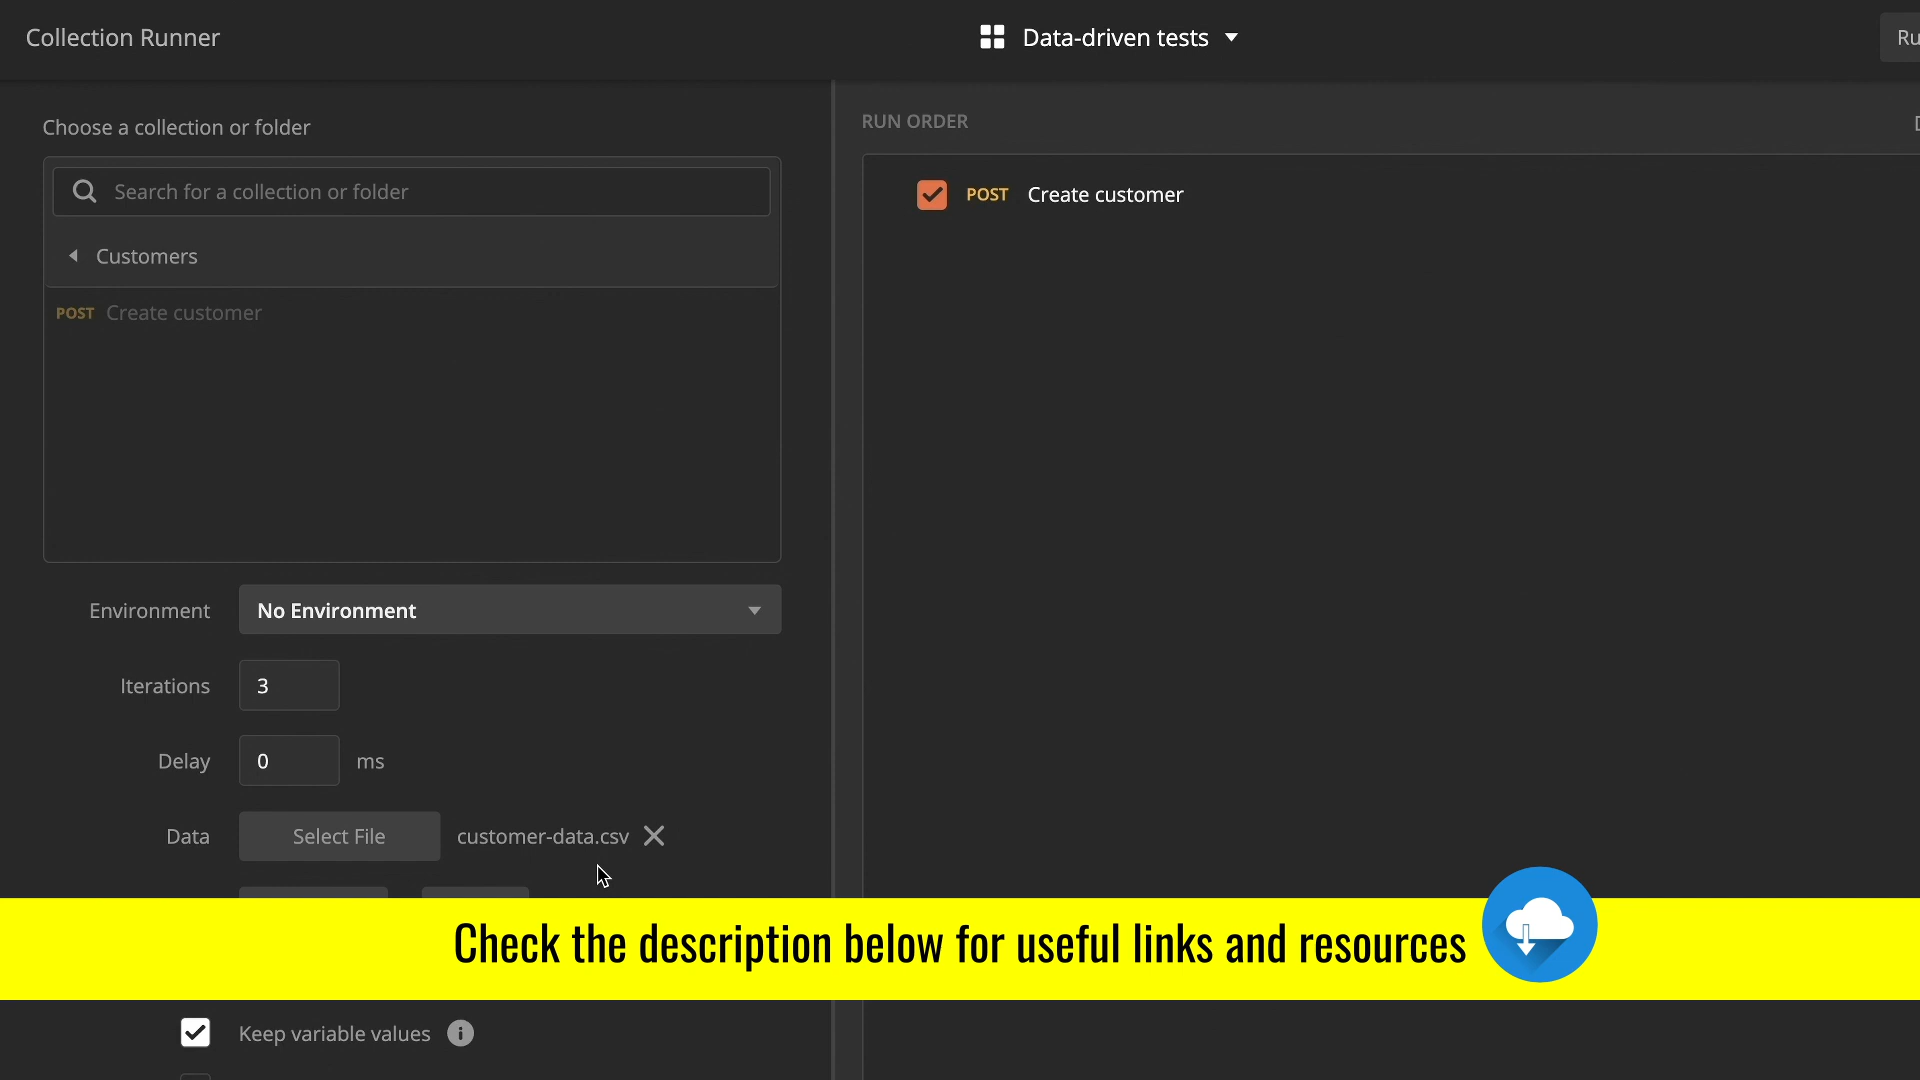 Collection Runner
Data-driven tests
Ru
Choose a collection or folder
RUN ORDER
D
Search for a collection or folder
POST Create customer
Customers
POST Create customer
Environment No Environment
Iterations 3
Delay 0 ms
Data Select File customer-data.csv
Check the description below for useful links and resources
Keep variable values